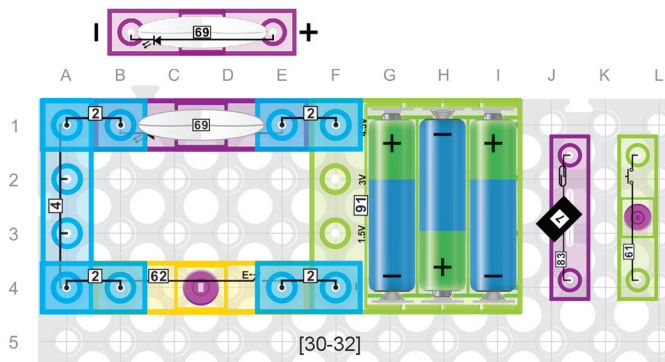 − 69 +
A B C D E F G H I J K L
1 2 69 2 4.5V + − +
2 3V
3 4 91 1.5V 7 61
83
4 2 62 E 2 − + −
5 [30-32]